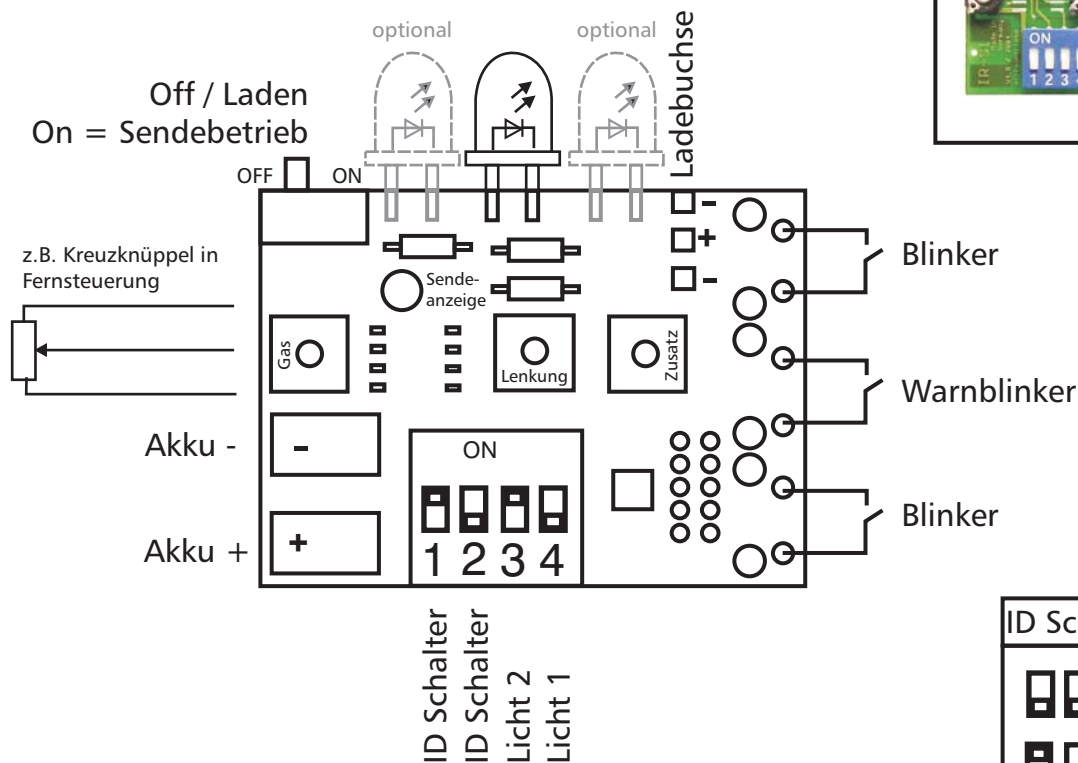 optional
optional
Off / Laden
On = Sendebetrieb
Ladebuchse
OFF
ON
-
+
-
z.B. Kreuzknüppel in
Fernsteuerung
Sende-
anzeige
Gas
Lenkung
Zusatz
Blinker
Warnblinker
Blinker
Akku -
-
Akku +
+
ON
1 2 3 4
ID Schalter
ID Schalter
Licht 2
Licht 1
ON
1 2 3
ID Sc